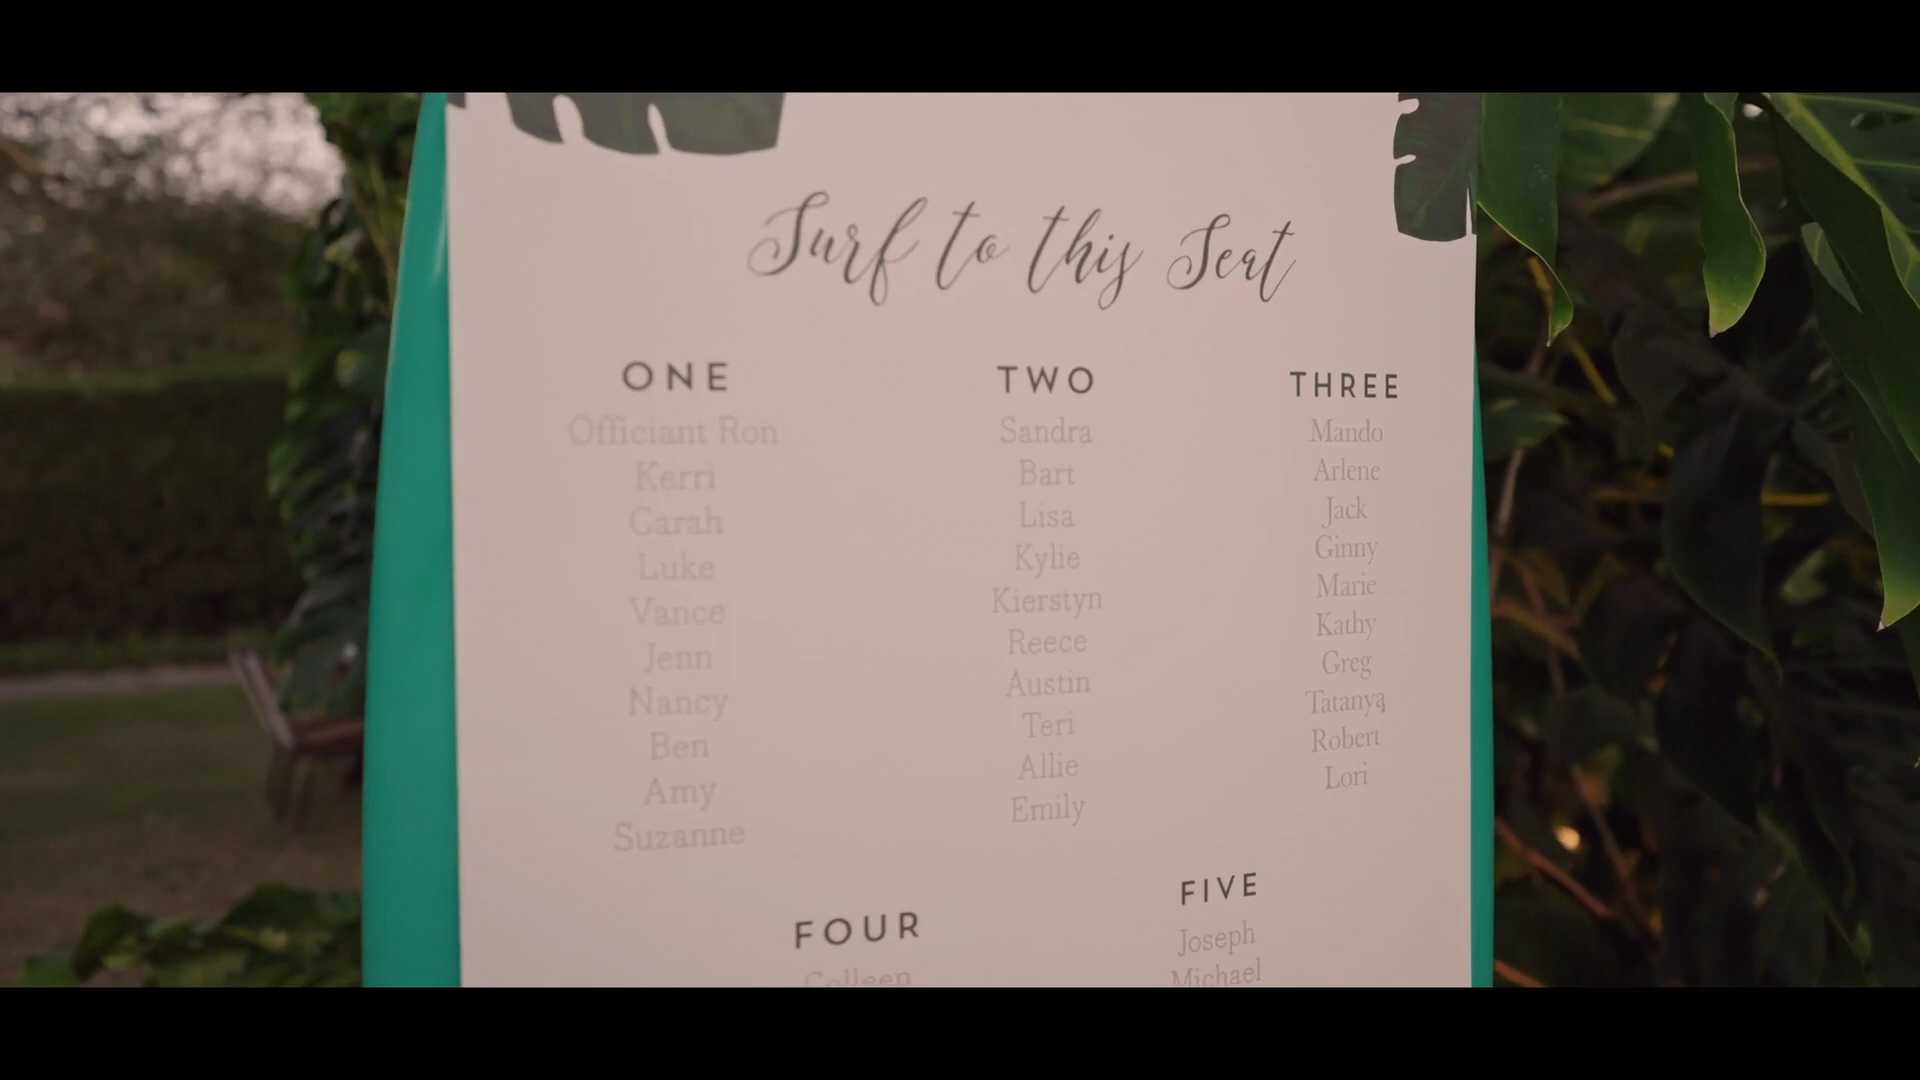 Surf to this Seat
ONE
Officiant Ron
Kerri
Carah
Luke
Vance
Jenn
Nancy
Ben
Amy
Suzanne
TWO
Sandra
Bart
Lisa
Kylie
Kierstyn
Reece
Austin
Teri
Allie
Emily
THREE
Mando
Arlene
Jack
Ginny
Marie
Kathy
Greg
Tatanya
Robert
Lori
FOUR
Colleen
FIVE
Joseph
Michael